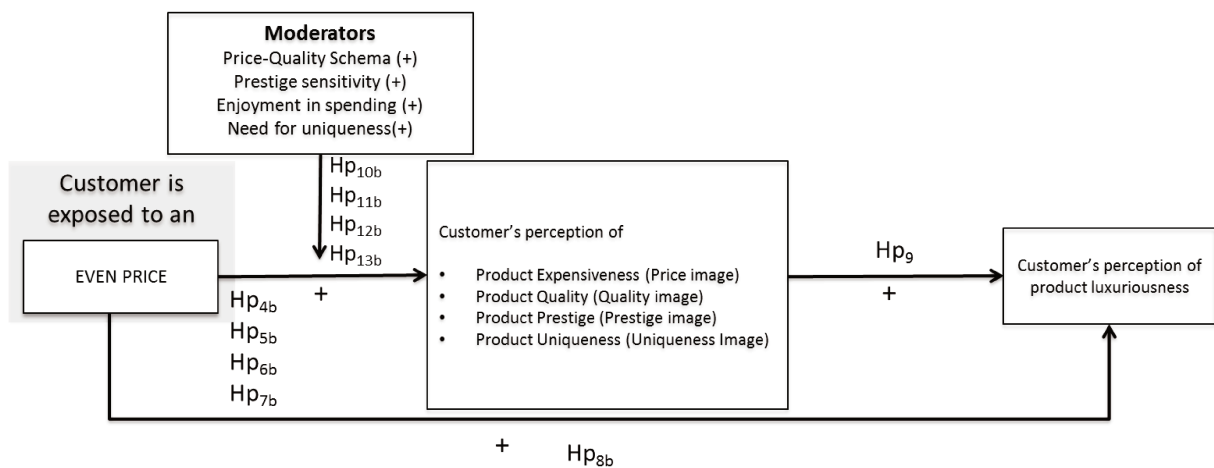 Moderators
Price-Quality Schema (+)
Prestige sensitivity (+)
Enjoyment in spending (+)
Need for uniqueness(+)
Hp10b
Hp11b
Hp12b
Hp13b
Customer is
exposed to an
EVEN PRICE
+
Hp4b
Hp5b
Hp6b
Hp7b
Customer's perception of
• Product Expensiveness (Price image)
• Product Quality (Quality image)
• Product Prestige (Prestige image)
• Product Uniqueness (Uniqueness Image)
Hp9
+
Customer's perception of
product luxuriousness
+ Hp8b